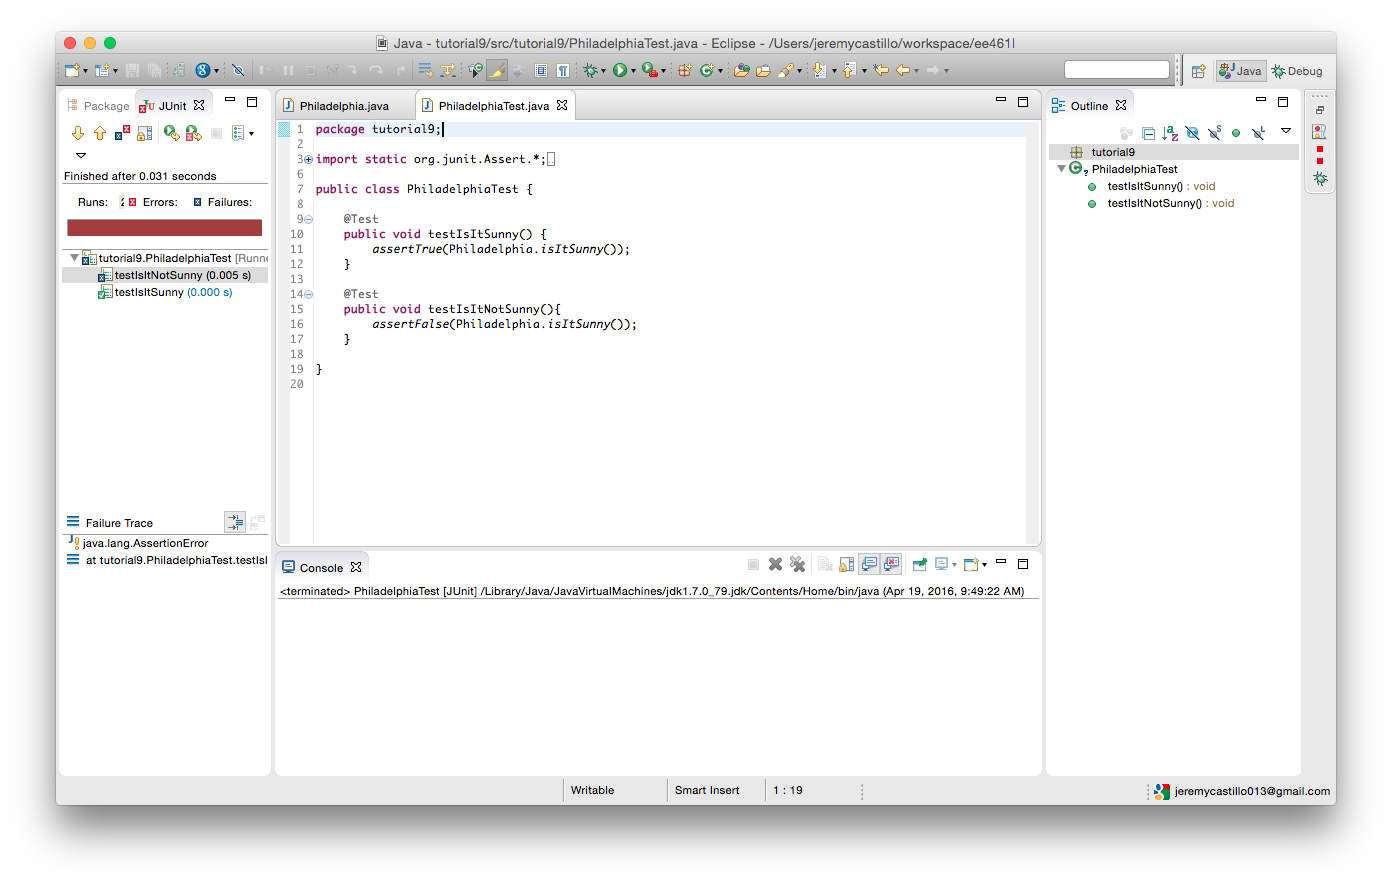 Java - tutorial9/src/tutorial9/PhiladelphiaTest.java - Eclipse - /Users/jeremycastillo/workspace/ee461l
Java
Debug
Package
JUnit
Finished after 0.031 seconds
Runs:
Errors:
Failures:
tutorial9.PhiladelphiaTest [Runne
testIsItNotSunny (0.005 s)
testIsItSunny (0.000 s)
Failure Trace
java.lang.AssertionError
at tutorial9.PhiladelphiaTest.testIsI
Philadelphia.java
PhiladelphiaTest.java
1 package tutorial9;
2
3 import static org.junit.Assert.*;
6
7 public class PhiladelphiaTest {
8
9 @Test
10 public void testIsItSunny() {
11 assertTrue(Philadelphia.isItSunny());
12 }
13
14 @Test
15 public void testIsItNotSunny(){
16 assertFalse(Philadelphia.isItSunny());
17 }
18
19 }
20
Console
<terminated> PhiladelphiaTest [JUnit] /Library/Java/JavaVirtualMachines/jdk1.7.0_79.jdk/Contents/Home/bin/java (Apr 19, 2016, 9:49:22 AM)
Outline
tutorial9
PhiladelphiaTest
testIsItSunny() : void
testIsItNotSunny() : void
Writable
Smart Insert
1 : 19
jeremycastillo013@gmail.com